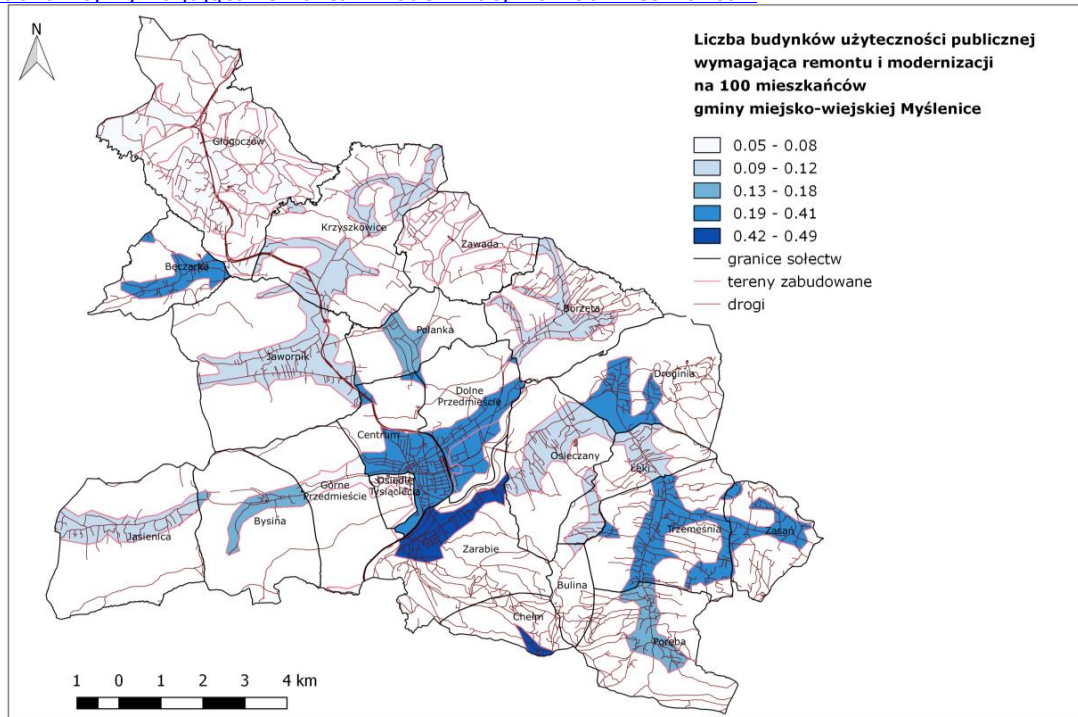 N
Liczba budynków użyteczności publicznej
wymagająca remontu i modernizacji
na 100 mieszkańców
gminy miejsko-wiejskiej Myślenice
0.05 - 0.08
0.09 - 0.12
0.13 - 0.18
0.19 - 0.41
0.42 - 0.49
granice sołectw
tereny zabudowane
drogi
Głogoczów
Krzyszkowice
Zawada
Bęczarka
Borzęta
Polanka
Jawornik
Droginia
Dolne
Przedmieście
Centrum
Osieczany
Łęki
Osiedle
Tysiąclecia
Górne
Przedmieście
Bysina
Jasienica
Trzemeśnia
Zasań
Zarabie
Bulina
Chełm
Poręba
1 0 1 2 3 4 km